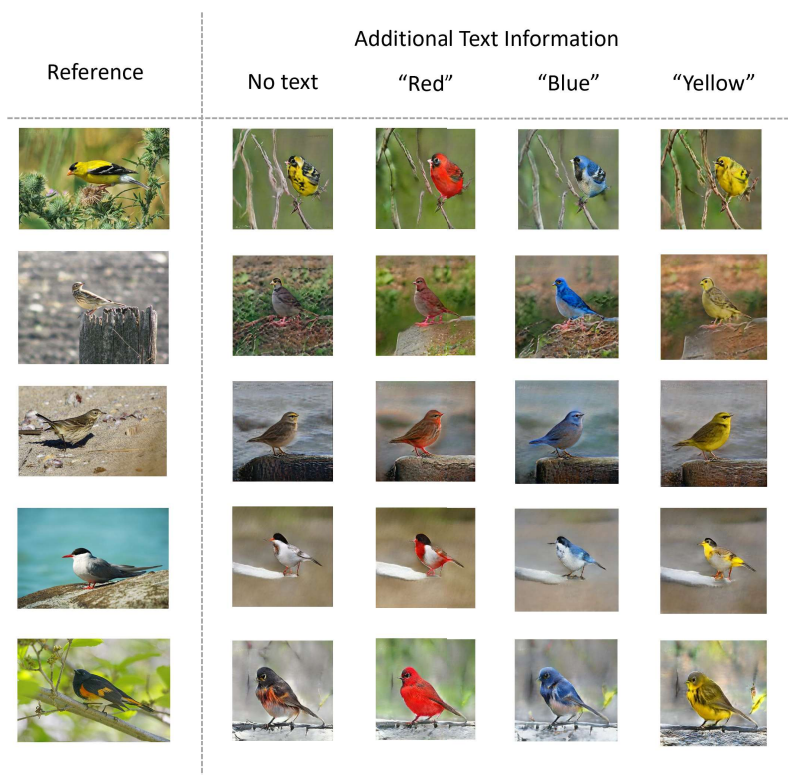 Additional Text Information
Reference
No text
“Red”
“Blue”
“Yellow”